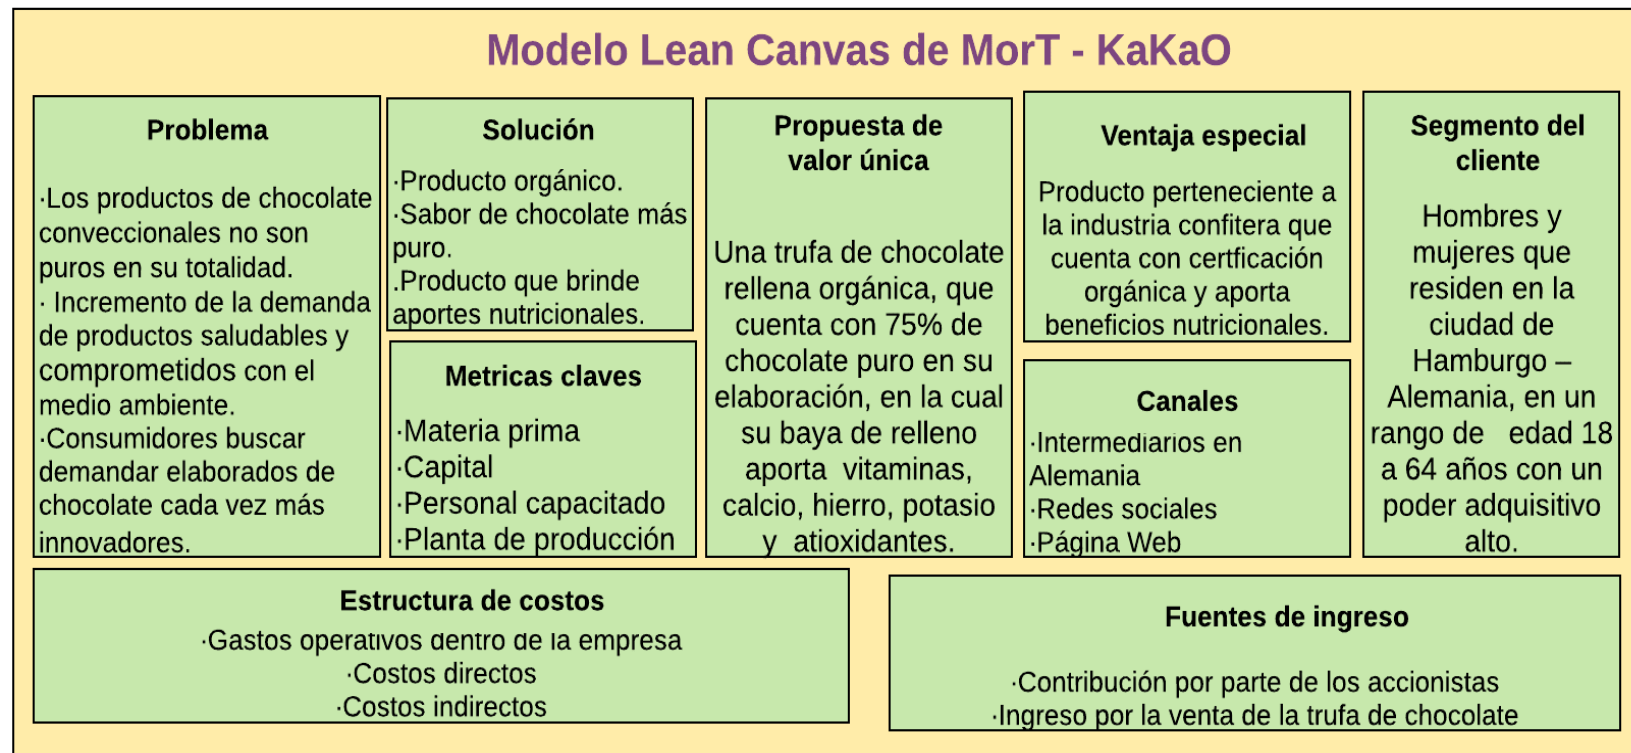 Modelo Lean Canvas de MorT - KaKaO
Problema
·Los productos de chocolate
conveccionales no son
puros en su totalidad.
· Incremento de la demanda
de productos saludables y
comprometidos con el
medio ambiente.
·Consumidores buscar
demandar elaborados de
chocolate cada vez más
innovadores.
Solución
·Producto orgánico.
·Sabor de chocolate más
puro.
.Producto que brinde
aportes nutricionales.
Metricas claves
·Materia prima
·Capital
·Personal capacitado
·Planta de producción
Propuesta de
valor única
Una trufa de chocolate
rellena orgánica, que
cuenta con 75% de
chocolate puro en su
elaboración, en la cual
su baya de relleno
aporta vitaminas,
calcio, hierro, potasio
y atioxidantes.
Ventaja especial
Producto perteneciente a
la industria confitera que
cuenta con certficación
orgánica y aporta
beneficios nutricionales.
Canales
·Intermediarios en
Alemania
·Redes sociales
·Página Web
Segmento del
cliente
Hombres y
mujeres que
residen en la
ciudad de
Hamburgo –
Alemania, en un
rango de edad 18
a 64 años con un
poder adquisitivo
alto.
Estructura de costos
·Gastos operativos dentro de la empresa
·Costos directos
·Costos indirectos
Fuentes de ingreso
·Contribución por parte de los accionistas
·Ingreso por la venta de la trufa de chocolate